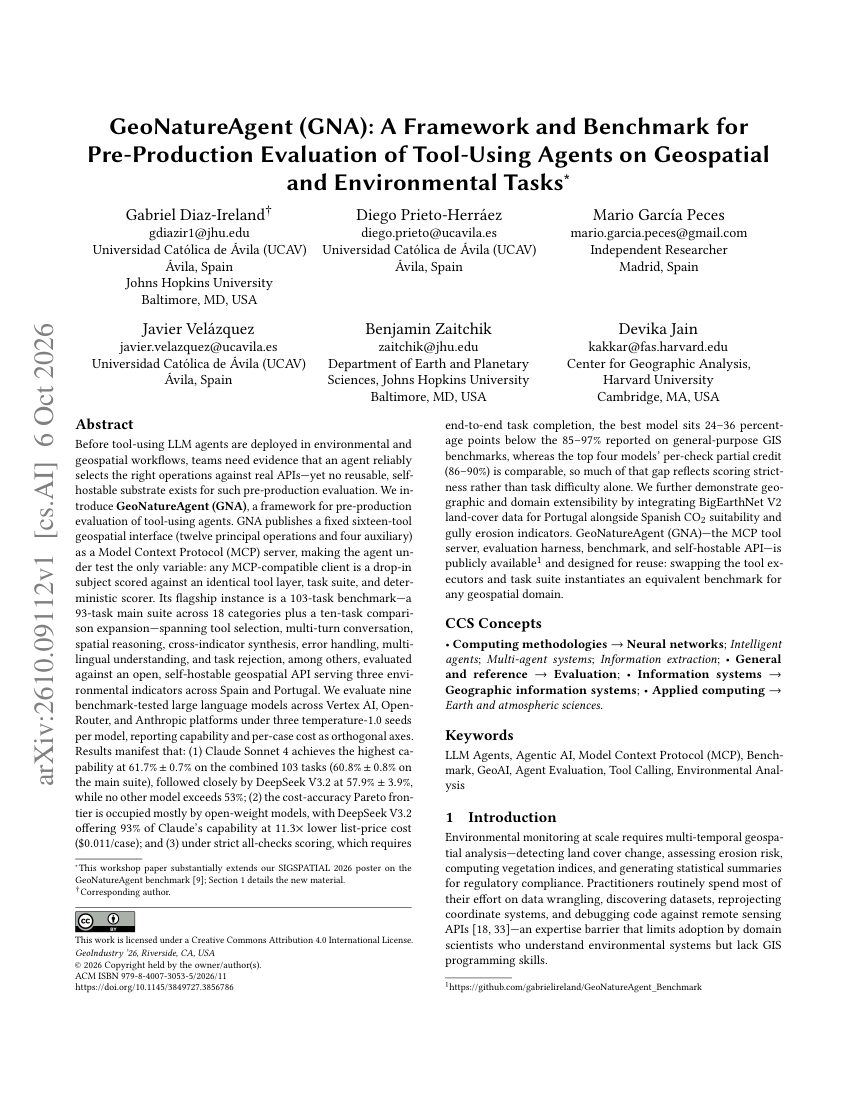 GeoNatureAgent (GNA): A Framework and Benchmark for
Pre-Production Evaluation of Tool-Using Agents on Geospatial
and Environmental Tasks*
Gabriel Diaz-Ireland†
gdiazir1@jhu.edu
Universidad Católica de Ávila (UCAV)
Ávila, Spain
Johns Hopkins University
Baltimore, MD, USA
Diego Prieto-Herráez
diego.prieto@ucavila.es
Universidad Católica de Ávila (UCAV)
Ávila, Spain
Mario García Peces
mario.garcia.peces@gmail.com
Independent Researcher
Madrid, Spain
Javier Velázquez
javier.velazquez@ucavila.es
Universidad Católica de Ávila (UCAV)
Ávila, Spain
Benjamin Zaitchik
zaitchik@jhu.edu
Department of Earth and Planetary
Sciences, Johns Hopkins University
Baltimore, MD, USA
Devika Jain
kakkar@fas.harvard.edu
Center for Geographic Analysis,
Harvard University
Cambridge, MA, USA
arXiv:2610.09112v1 [cs.AI] 6 Oct 2026
Abstract
Before tool-using LLM agents are deployed in environmental and
geospatial workflows, teams need evidence that an agent reliably
selects the right operations against real APIs—yet no reusable, self-
hostable substrate exists for such pre-production evaluation. We in-
troduce GeoNatureAgent (GNA), a framework for pre-production
evaluation of tool-using agents. GNA publishes a fixed sixteen-tool
geospatial interface (twelve principal operations and four auxiliary)
as a Model Context Protocol (MCP) server, making the agent un-
der test the only variable: any MCP-compatible client is a drop-in
subject scored against an identical tool layer, task suite, and deter-
ministic scorer. Its flagship instance is a 103-task benchmark—a
93-task main suite across 18 categories plus a ten-task compari-
son expansion—spanning tool selection, multi-turn conversation,
spatial reasoning, cross-indicator synthesis, error handling, multi-
lingual understanding, and task rejection, among others, evaluated
against an open, self-hostable geospatial API serving three envi-
ronmental indicators across Spain and Portugal. We evaluate nine
benchmark-tested large language models across Vertex AI, Open-
Router, and Anthropic platforms under three temperature-1.0 seeds
per model, reporting capability and per-case cost as orthogonal axes.
Results manifest that: (1) Claude Sonnet 4 achieves the highest ca-
pability at 61.7% ± 0.7% on the combined 103 tasks (60.8% ± 0.8% on
the main suite), followed closely by DeepSeek V3.2 at 57.9% ± 3.9%,
while no other model exceeds 53%; (2) the cost-accuracy Pareto fron-
tier is occupied mostly by open-weight models, with DeepSeek V3.2
offering 93% of Claude's capability at 11.3× lower list-price cost
($0.011/case); and (3) under strict all-checks scoring, which requires
*This workshop paper substantially extends our SIGSPATIAL 2026 poster on the
GeoNatureAgent benchmark [9]; Section 1 details the new material.
†Corresponding author.
cc BY
This work is licensed under a Creative Commons Attribution 4.0 International License.
GeoIndustry '26, Riverside, CA, USA
© 2026 Copyright held by the owner/author(s).
ACM ISBN 979-8-4007-3053-5/2026/11
https://doi.org/10.1145/3849727.3856786
end-to-end task completion, the best model sits 24–36 percent-
age points below the 85–97% reported on general-purpose GIS
benchmarks, whereas the top four models' per-check partial credit
(86–90%) is comparable, so much of that gap reflects scoring strict-
ness rather than task difficulty alone. We further demonstrate geo-
graphic and domain extensibility by integrating BigEarthNet V2
land-cover data for Portugal alongside Spanish CO2 suitability and
gully erosion indicators. GeoNatureAgent (GNA)—the MCP tool
server, evaluation harness, benchmark, and self-hostable API—is
publicly available1 and designed for reuse: swapping the tool ex-
ecutors and task suite instantiates an equivalent benchmark for
any geospatial domain.
CCS Concepts
• Computing methodologies → Neural networks; Intelligent
agents; Multi-agent systems; Information extraction; • General
and reference → Evaluation; • Information systems →
Geographic information systems; • Applied computing →
Earth and atmospheric sciences.
Keywords
LLM Agents, Agentic AI, Model Context Protocol (MCP), Bench-
mark, GeoAI, Agent Evaluation, Tool Calling, Environmental Anal-
ysis
1 Introduction
Environmental monitoring at scale requires multi-temporal geospa-
tial analysis—detecting land cover change, assessing erosion risk,
computing vegetation indices, and generating statistical summaries
for regulatory compliance. Practitioners routinely spend most of
their effort on data wrangling, discovering datasets, reprojecting
coordinate systems, and debugging code against remote sensing
APIs [18, 33]—an expertise barrier that limits adoption by domain
scientists who understand environmental systems but lack GIS
programming skills.
1https://github.com/gabrielireland/GeoNatureAgent_Benchmark